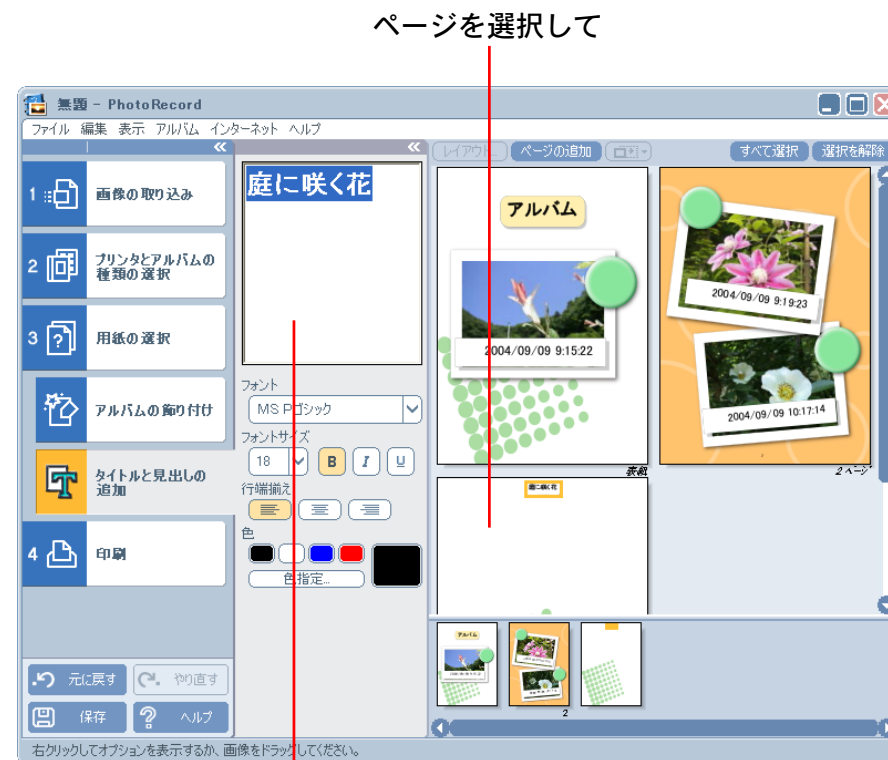 ページを選択して
無題 - PhotoRecord
ファイル 編集 表示 アルバム インターネット ヘルプ
1 画像の取り込み
2 プリンタとアルバムの
種類の選択
3 用紙の選択
アルバムの飾り付け
タイトルと見出しの
追加
4 印刷
元に戻す やり直す
保存 ヘルプ
庭に咲く花
フォント
MS Pゴシック
フォントサイズ
18 B I U
行端揃え
色
色指定...
レイアウト... ページの追加 すべて選択 選択を解除
アルバム
2004/09/09 9:15:22
表紙
2004/09/09 9:19:23
2004/09/09 10:17:14
2 ページ
庭に咲く花
アルバム
2
右クリックしてオプションを表示するか、画像をドラッグしてください。